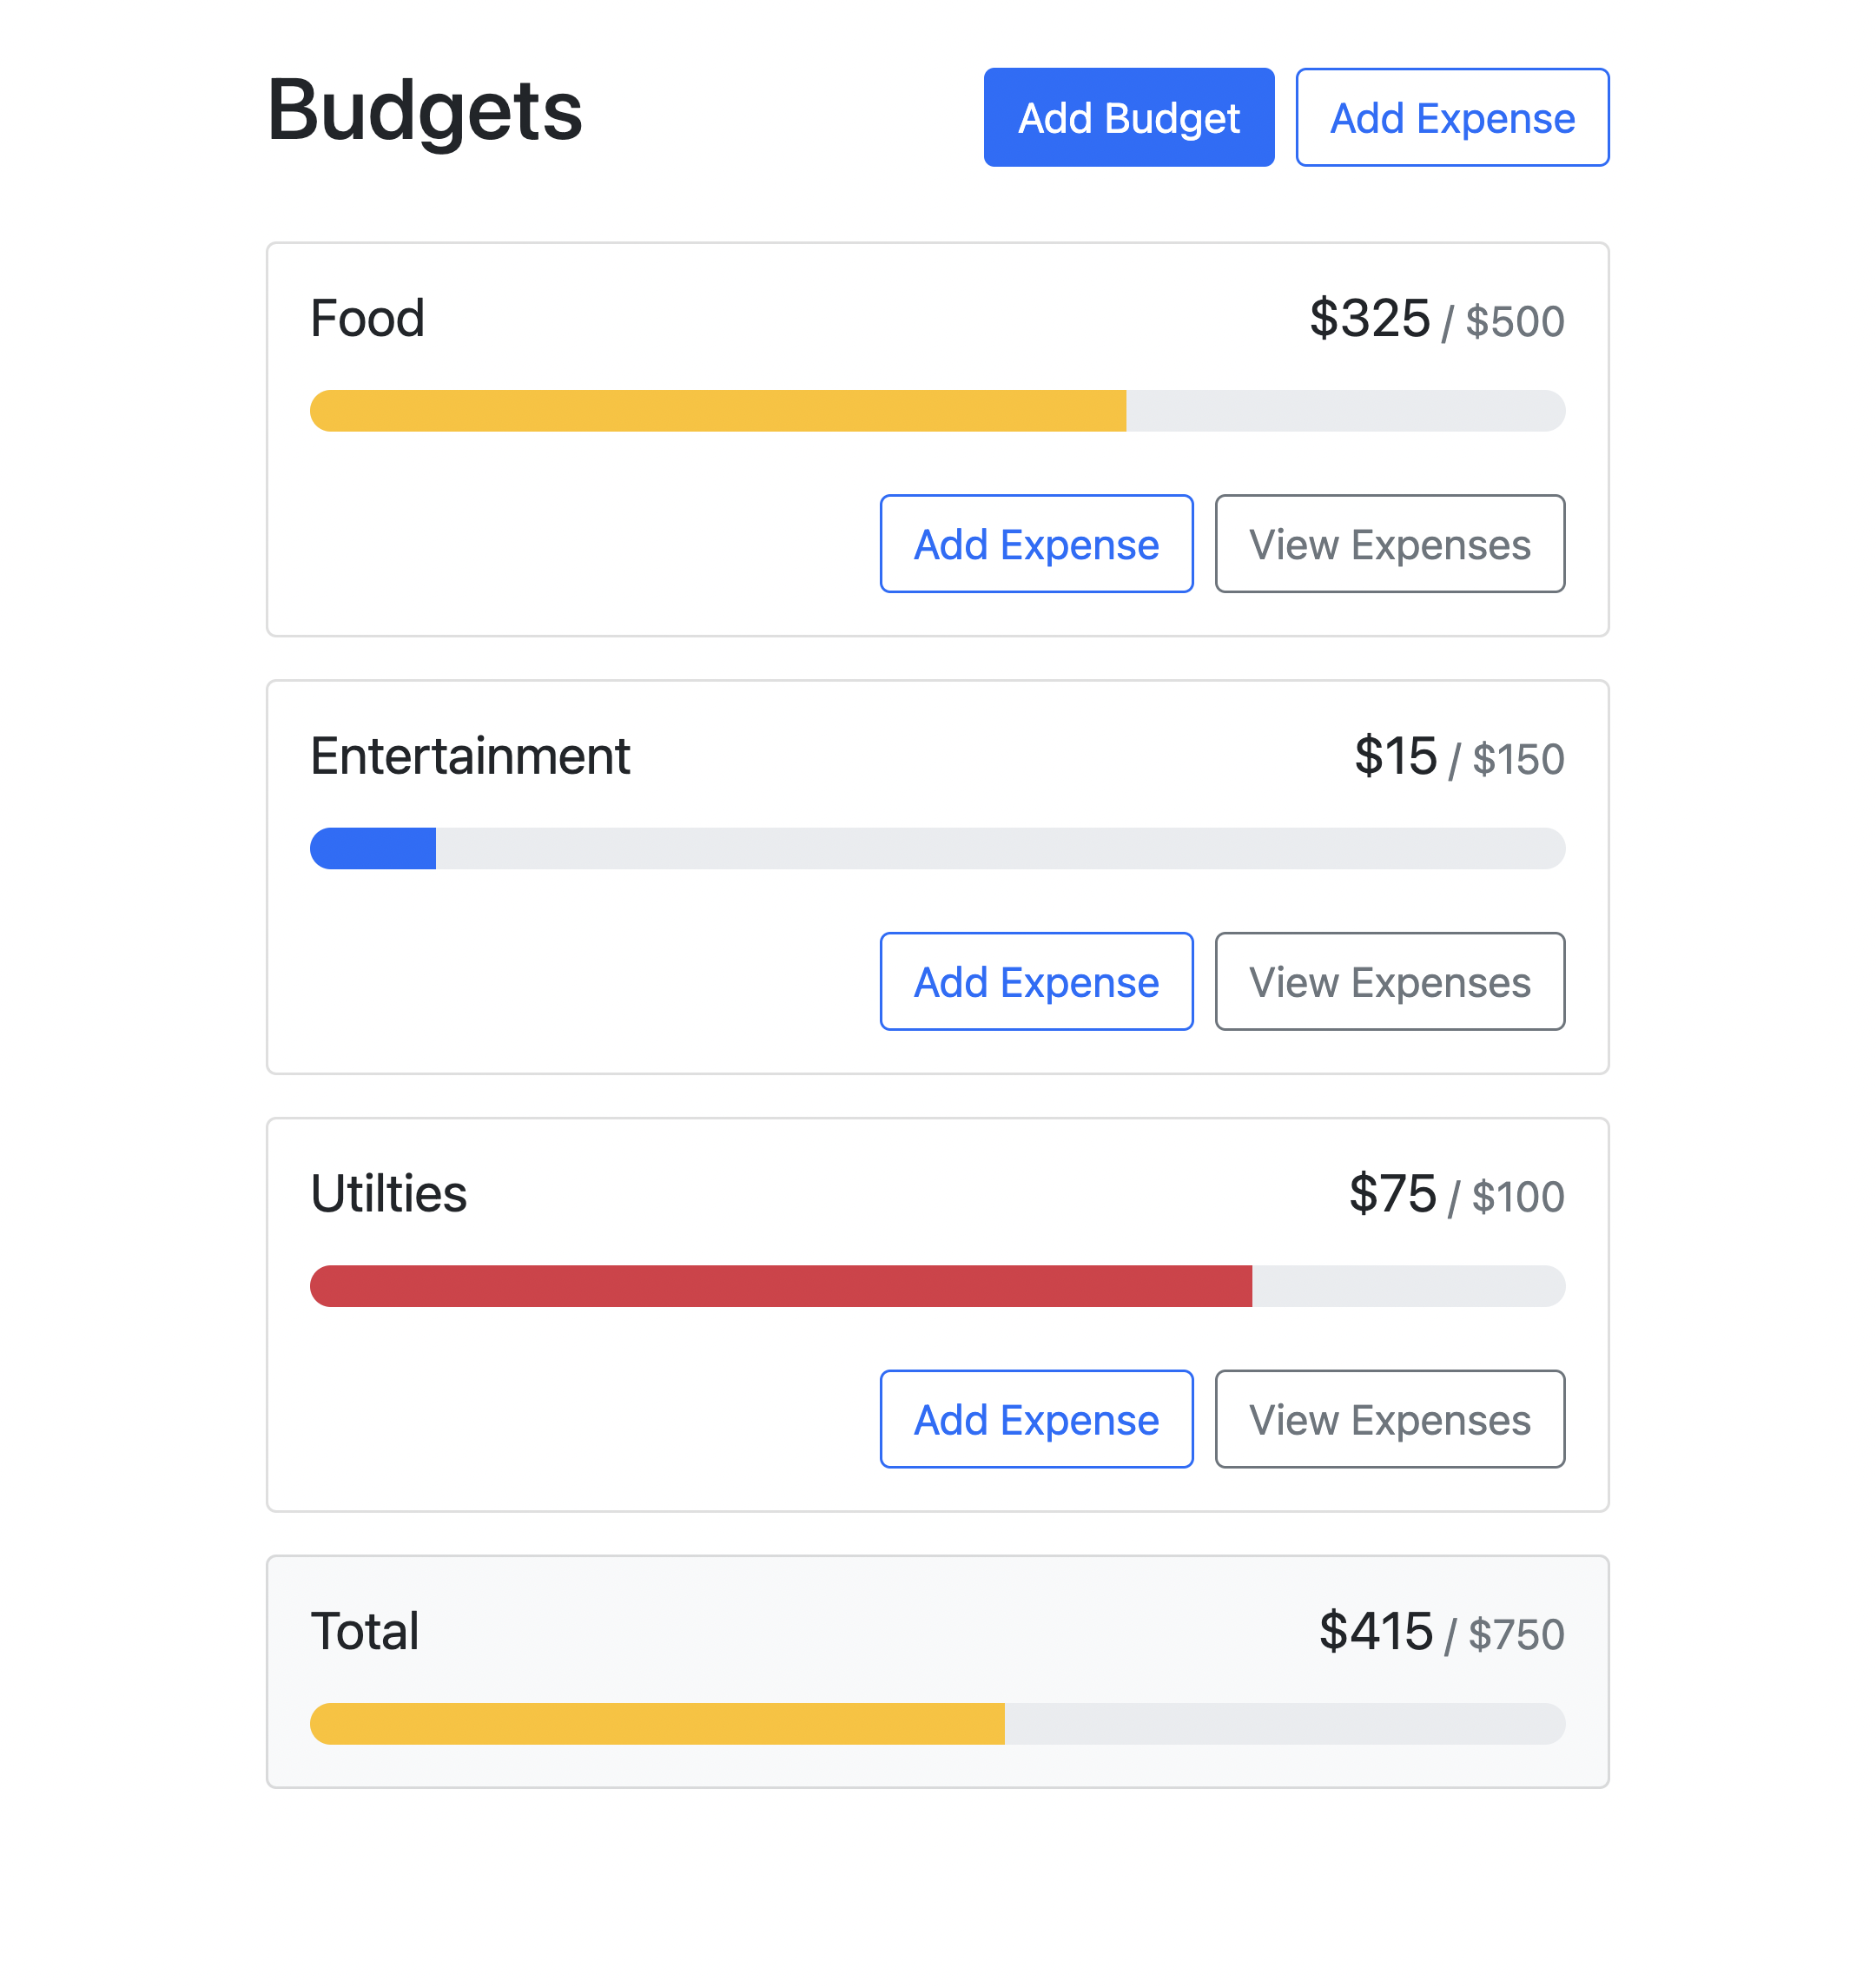 Budgets
Add Budget
Add Expense
Food
$325 / $500
Add Expense
View Expenses
Entertainment
$15 / $150
Add Expense
View Expenses
Utilties
$75 / $100
Add Expense
View Expenses
Total
$415 / $750